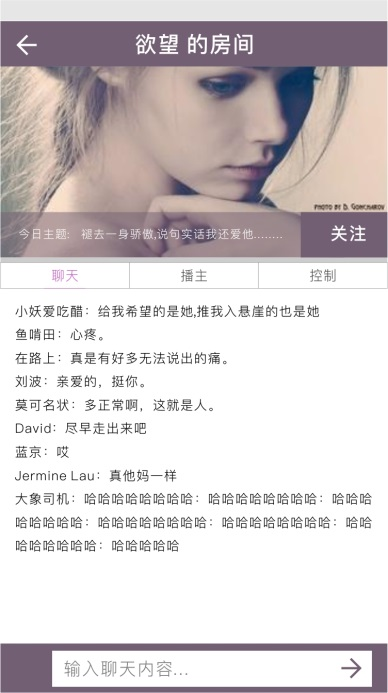 欲望 的房间
PHOTO BY D. GONCHAROV
今日主题: 褪去一身骄傲,说句实话我还爱他........
关注
聊天 播主 控制
小妖爱吃醋：给我希望的是她,推我入悬崖的也是她
鱼啃田：心疼。
在路上：真是有好多无法说出的痛。
刘波：亲爱的，挺你。
莫可名状：多正常啊，这就是人。
David：尽早走出来吧
蓝京：哎
Jermine Lau：真他妈一样
大象司机：哈哈哈哈哈哈哈哈：哈哈哈哈哈哈哈哈：哈哈哈
哈哈哈哈哈：哈哈哈哈哈哈哈哈：哈哈哈哈哈哈哈哈：哈哈
哈哈哈哈哈哈：哈哈哈哈哈
输入聊天内容...